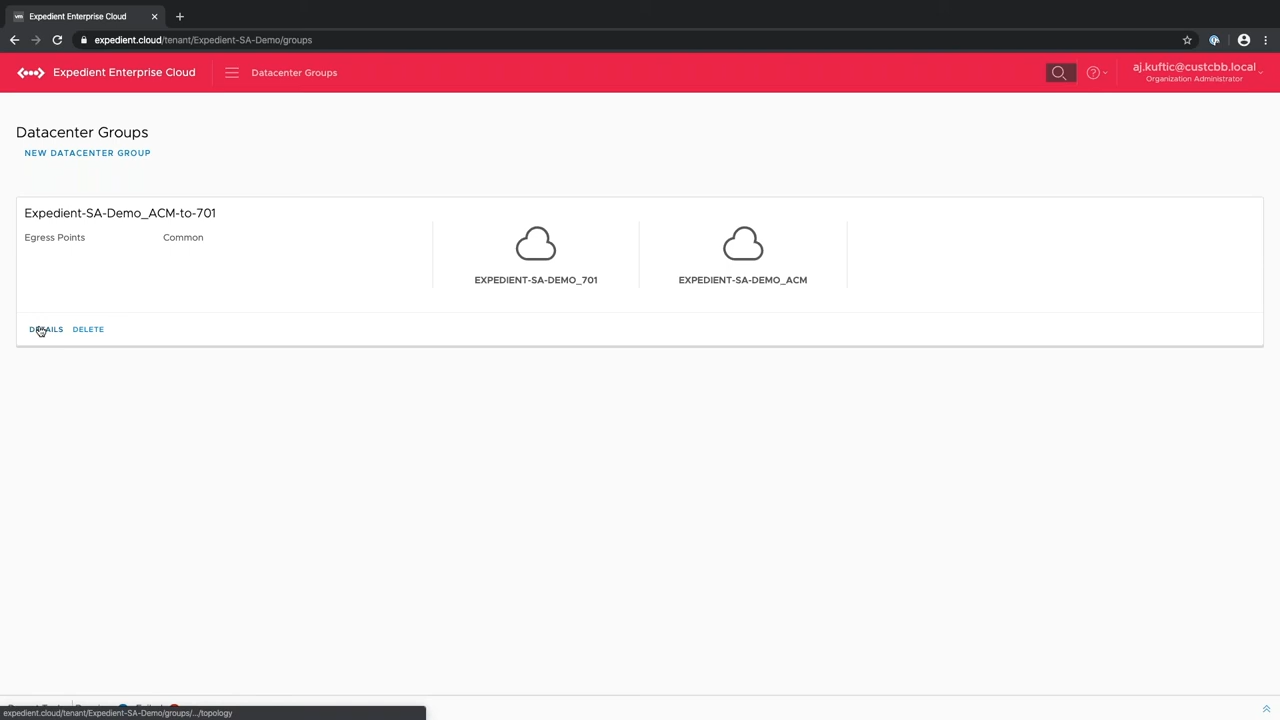 vm Expedient Enterprise Cloud
expedient.cloud/tenant/Expedient-SA-Demo/groups
Expedient Enterprise Cloud
Datacenter Groups
aj.kuftic@custcbb.local
Organization Administrator
Datacenter Groups
NEW DATACENTER GROUP
Expedient-SA-Demo_ACM-to-701
Egress Points
Common
EXPEDIENT-SA-DEMO_701
EXPEDIENT-SA-DEMO_ACM
DETAILS
DELETE
expedient.cloud/tenant/Expedient-SA-Demo/groups/.../topology